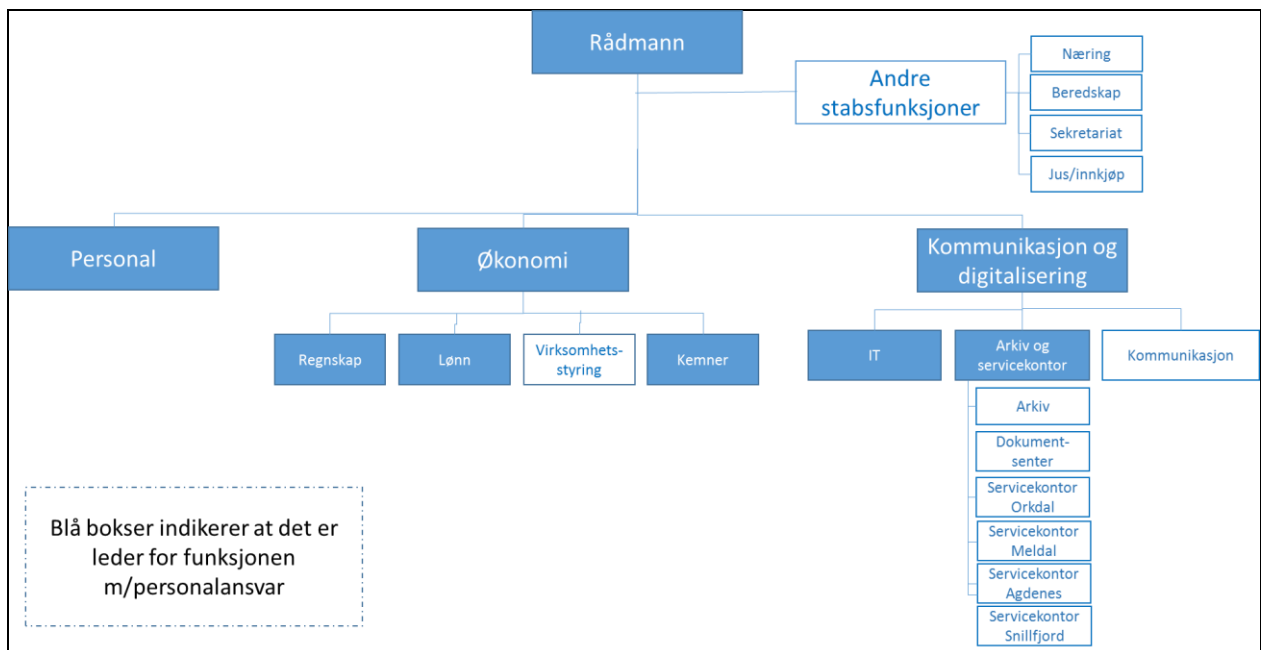 Rådmann
Andre
stabsfunksjoner
Næring
Beredskap
Sekretariat
Jus/innkjøp
Personal
Økonomi
Kommunikasjon og
digitalisering
Regnskap
Lønn
Virksomhets-
styring
Kemner
IT
Arkiv og
servicekontor
Kommunikasjon
Arkiv
Dokument-
senter
Servicekontor
Orkdal
Servicekontor
Meldal
Servicekontor
Agdenes
Servicekontor
Snillfjord
Blå bokser indikerer at det er
leder for funksjonen
m/personalansvar